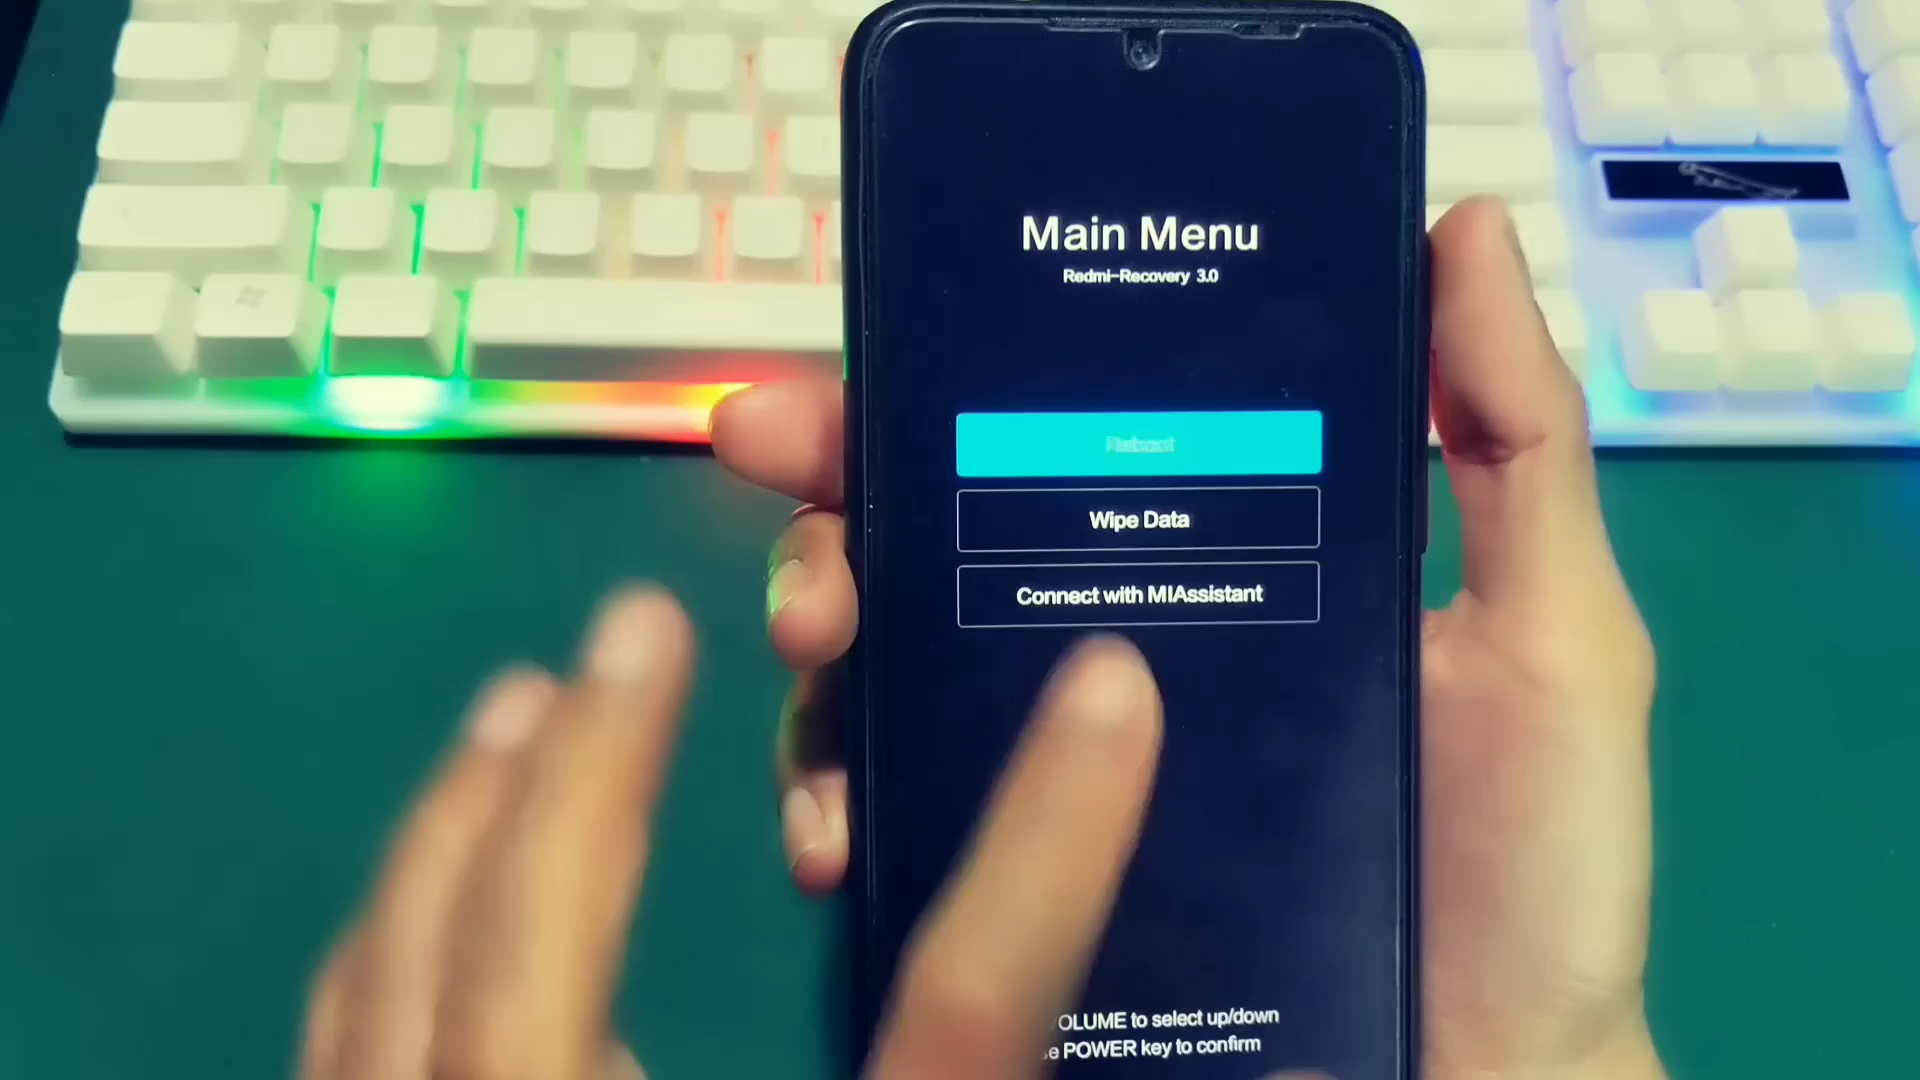 Main Menu
Redmi-Recovery 3.0
Reboot
Wipe Data
Connect with MIAssistant
OLUME to select up/down
e POWER key to confirm